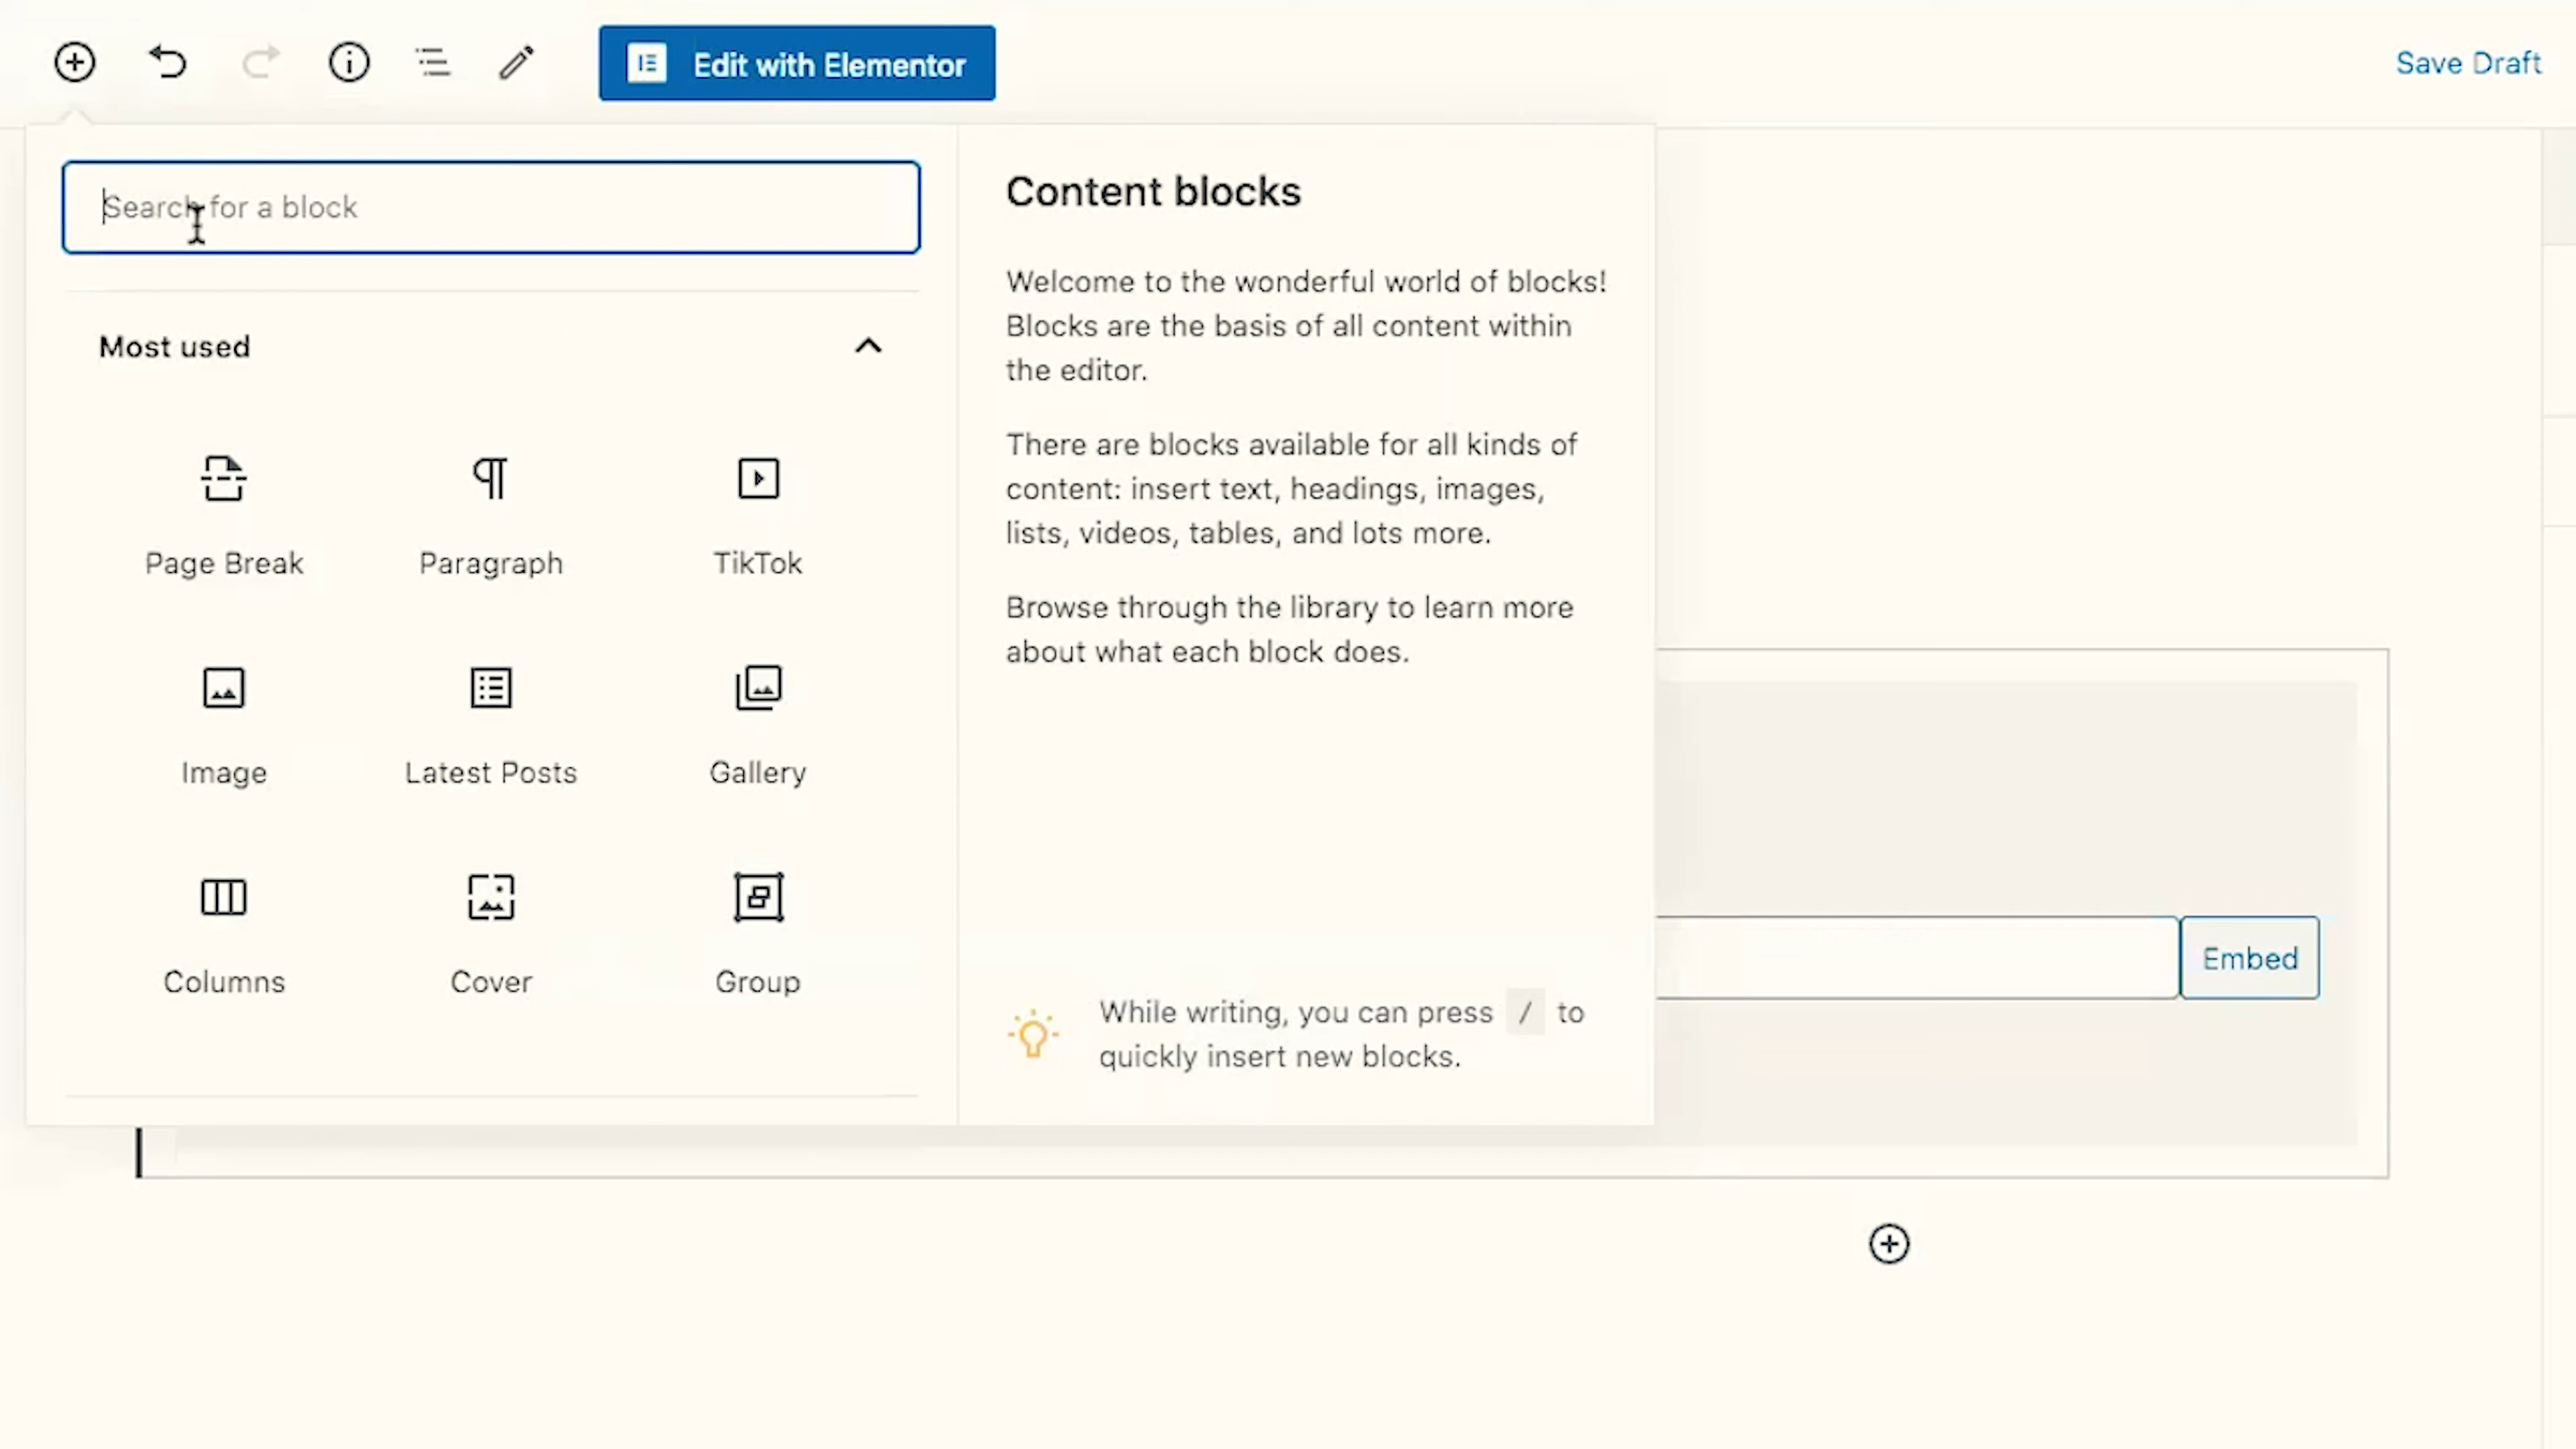 Edit with Elementor
Save Draft
Search for a block
Most used
Page Break
Paragraph
TikTok
Image
Latest Posts
Gallery
Columns
Cover
Group
Content blocks
Welcome to the wonderful world of blocks!
Blocks are the basis of all content within
the editor.
There are blocks available for all kinds of
content: insert text, headings, images,
lists, videos, tables, and lots more.
Browse through the library to learn more
about what each block does.
While writing, you can press / to
quickly insert new blocks.
Embed